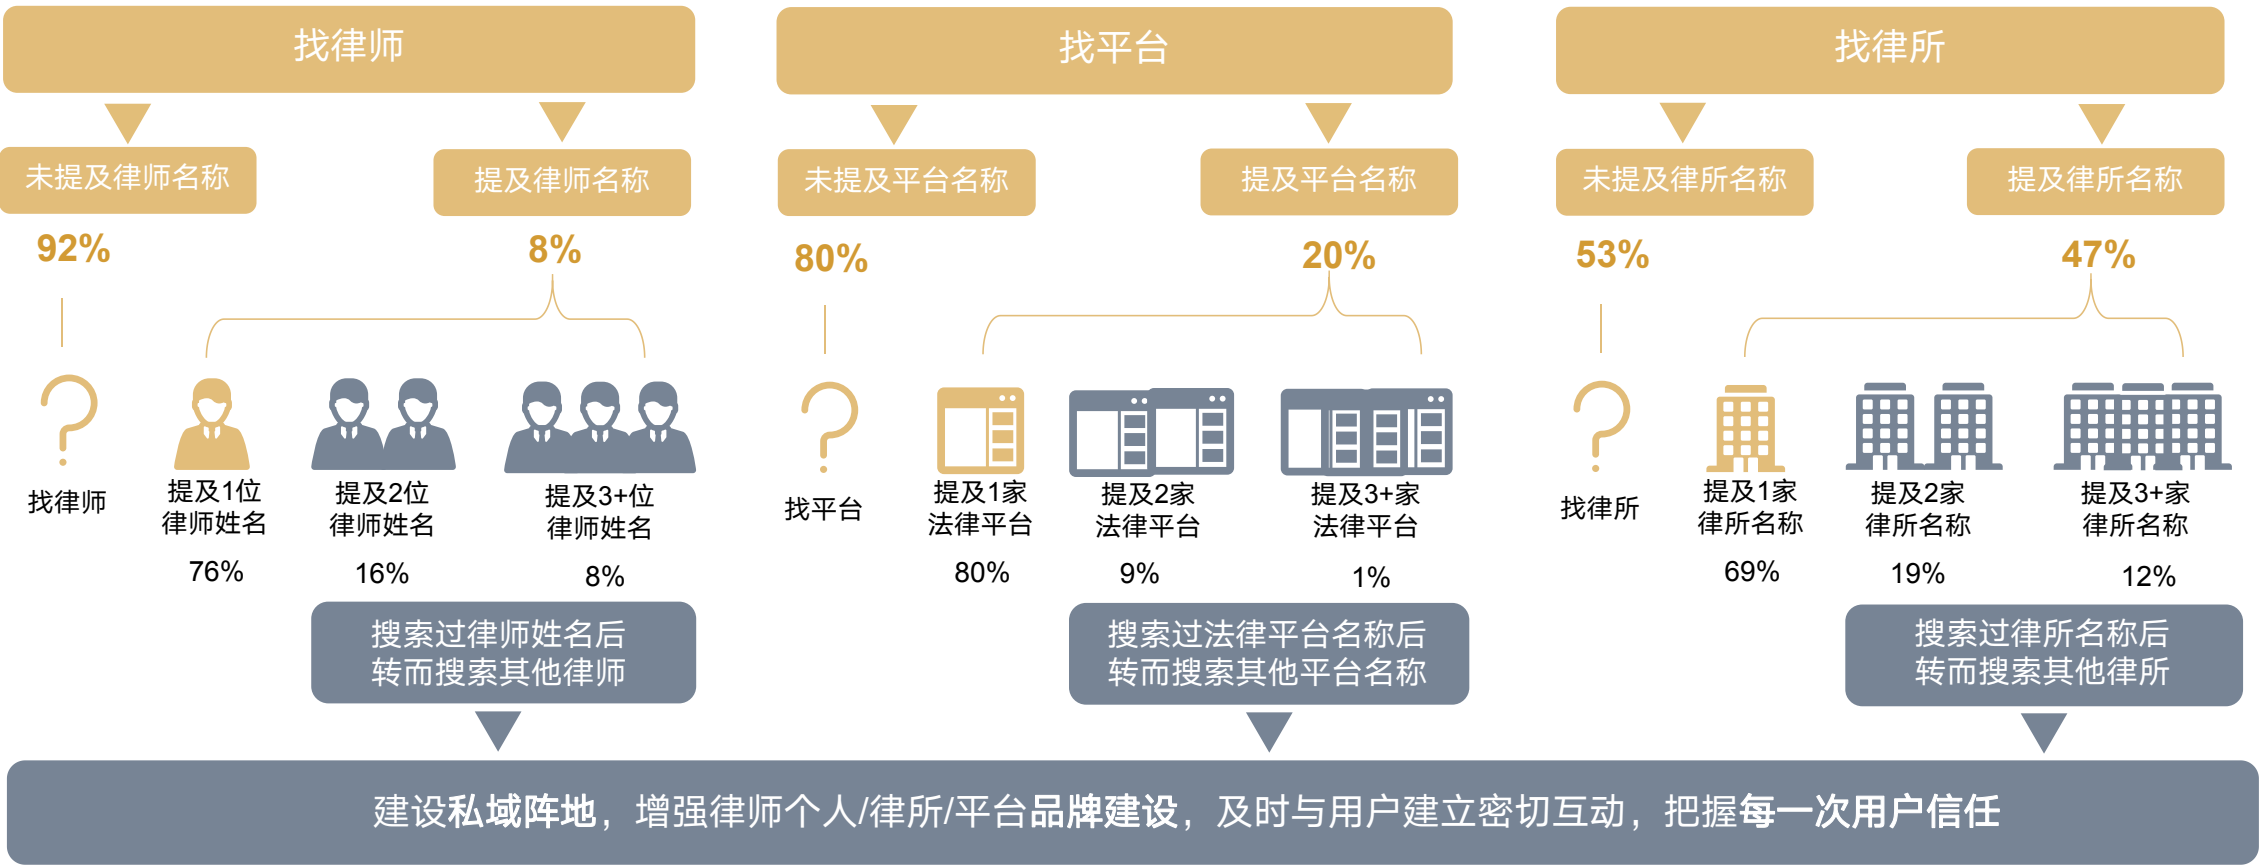 找律师
未提及律师名称
提及律师名称
92%
8%
找律师
提及1位
律师姓名
76%
提及2位
律师姓名
16%
提及3+位
律师姓名
8%
搜索过律师姓名后
转而搜索其他律师
找平台
未提及平台名称
提及平台名称
80%
20%
找平台
提及1家
法律平台
80%
提及2家
法律平台
9%
提及3+家
法律平台
1%
搜索过法律平台名称后
转而搜索其他平台名称
找律所
未提及律所名称
提及律所名称
53%
47%
找律所
提及1家
律所名称
69%
提及2家
律所名称
19%
提及3+家
律所名称
12%
搜索过律所名称后
转而搜索其他律所
建设私域阵地，增强律师个人/律所/平台品牌建设，及时与用户建立密切互动，把握每一次用户信任